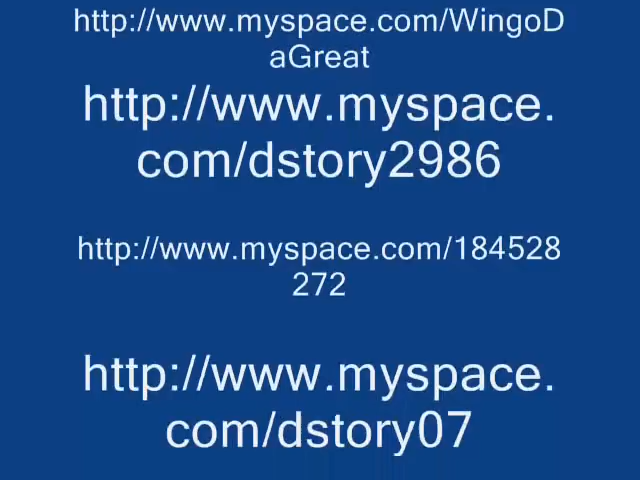 http://www.myspace.com/WingoD
aGreat
http://www.myspace.
com/dstory2986
http://www.myspace.com/184528
272
http://www.myspace.
com/dstory07